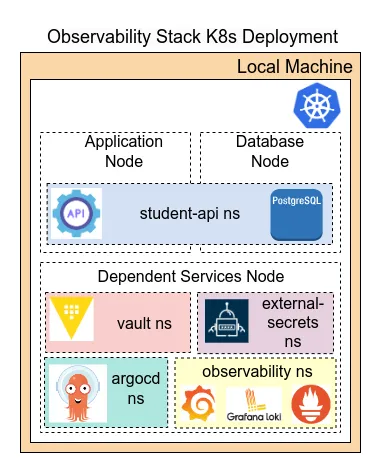 Observability Stack K8s Deployment
Local Machine
Application
Node
Database
Node
API
student-api ns
PostgreSQL
Dependent Services Node
vault ns
external-
secrets
ns
argocd
ns
observability ns
Grafana loki